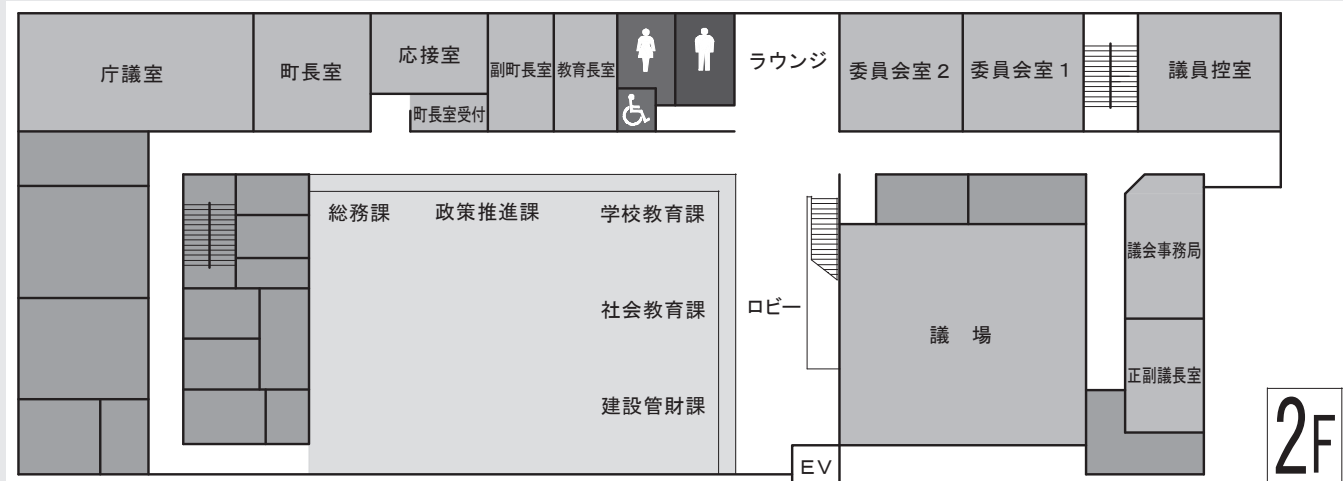 庁議室
町長室
応接室
町長室受付
副町長室
教育長室
ラウンジ
委員会室２
委員会室１
議員控室
総務課
政策推進課
学校教育課
社会教育課
建設管財課
ロビー
議　場
議会事務局
正副議長室
EV
2F